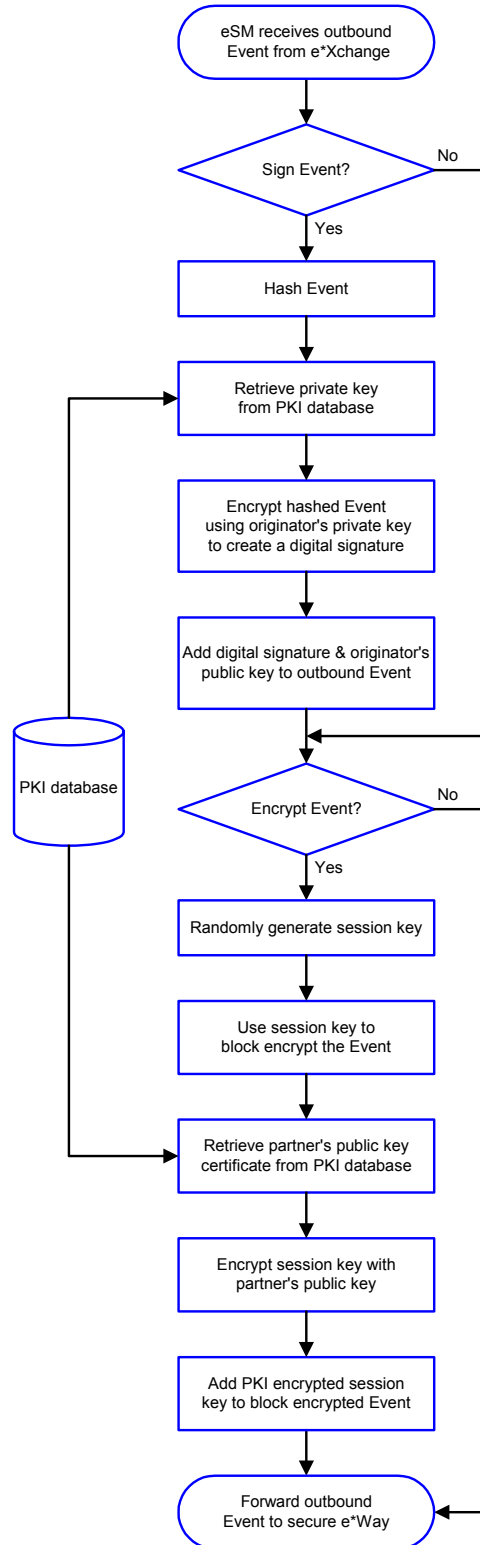 eSM receives outbound
Event from e*Xchange
Sign Event?
No
Yes
Hash Event
Retrieve private key
from PKI database
Encrypt hashed Event
using originator's private key
to create a digital signature
Add digital signature & originator's
public key to outbound Event
PKI database
Encrypt Event?
No
Yes
Randomly generate session key
Use session key to
block encrypt the Event
Retrieve partner's public key
certificate from PKI database
Encrypt session key with
partner's public key
Add PKI encrypted session
key to block encrypted Event
Forward outbound
Event to secure e*Way